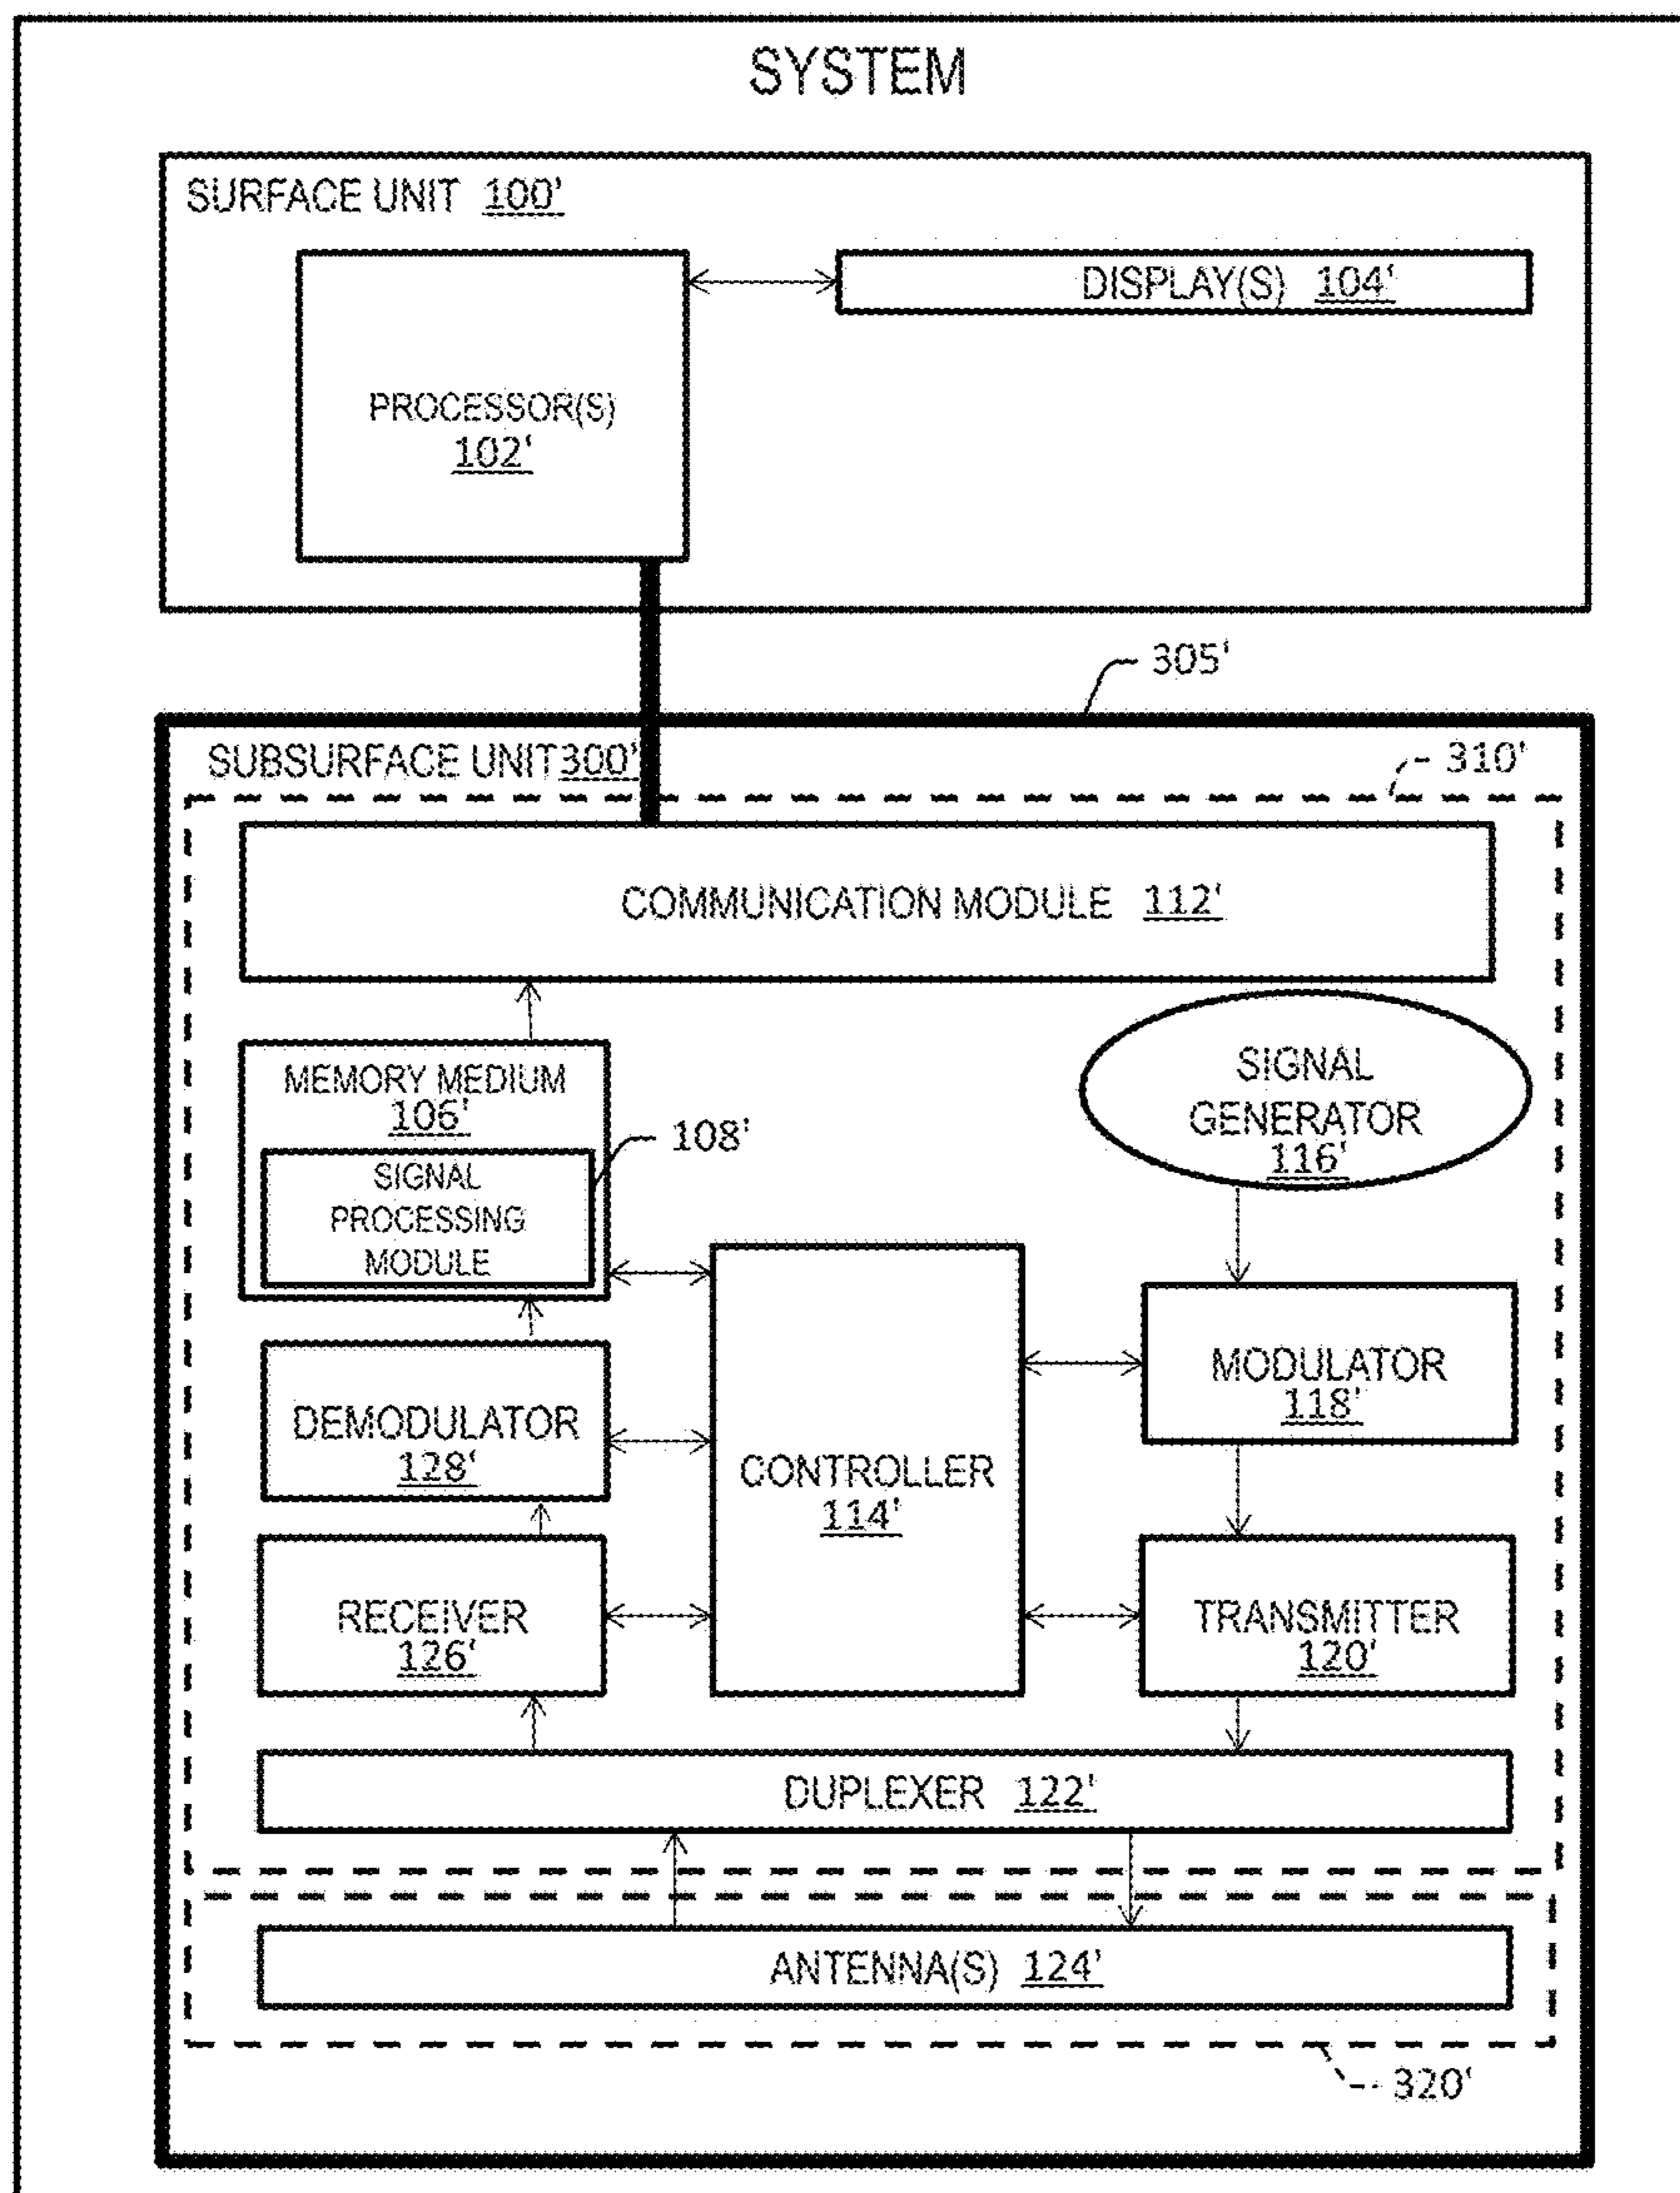 SYSTEM
SURFACE UNIT 100'
DISPLAY(S) 104'
PROCESSOR(S)
102'
305'
SUBSURFACE UNIT300'
310'
COMMUNICATION MODULE 112'
MEMORY MEDIUM
106'
108'
SIGNAL
PROCESSING
MODULE
SIGNAL
GENERATOR
116'
MODULATOR
118'
DEMODULATOR
128'
CONTROLLER
114'
RECEIVER
126'
TRANSMITTER
120'
DUPLEXER 122'
ANTENNA(S) 124'
320'